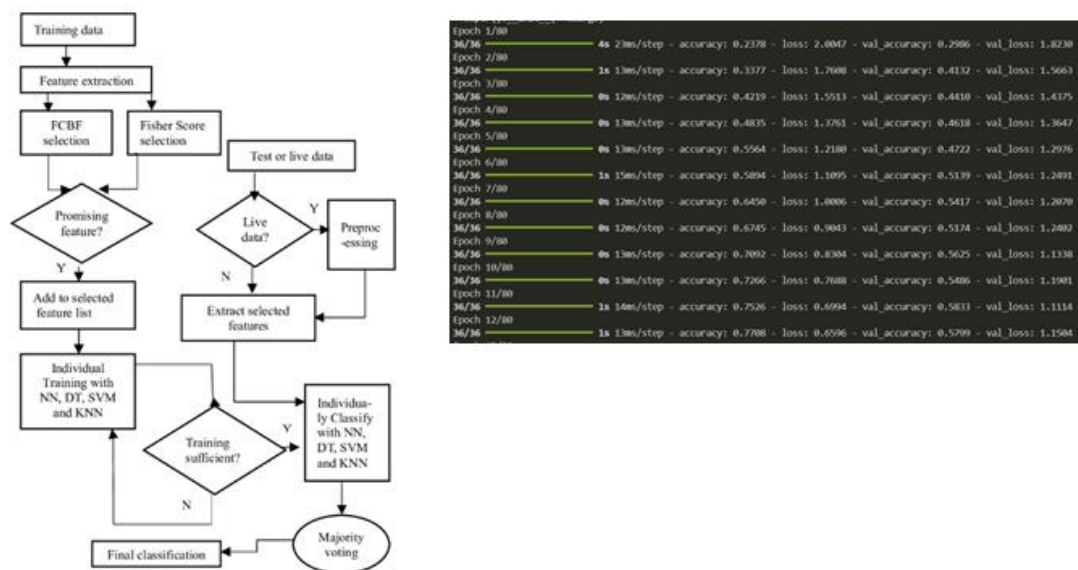 Training data
Feature extraction
FCBF
selection
Fisher Score
selection
Test or live data
Promising
feature?
Live
data?
Y
Preproc
-essing
Y
N
Add to selected
feature list
Extract selected
features
Individual
Training with
NN, DT, SVM
and KNN
Individua-
ly Classify
with NN,
DT, SVM
and KNN
Training
sufficient?
Y
N
Majority
voting
Final classification
Epoch 1/80
36/36 4s 23ms/step - accuracy: 0.2378 - loss: 2.0047 - val_accuracy: 0.2986 - val_loss: 1.8230
Epoch 2/80
36/36 1s 13ms/step - accuracy: 0.3377 - loss: 1.7608 - val_accuracy: 0.4132 - val_loss: 1.5663
Epoch 3/80
36/36 0s 12ms/step - accuracy: 0.4219 - loss: 1.5513 - val_accuracy: 0.4410 - val_loss: 1.4375
Epoch 4/80
36/36 0s 13ms/step - accuracy: 0.4835 - loss: 1.3761 - val_accuracy: 0.4618 - val_loss: 1.3647
Epoch 5/80
36/36 0s 13ms/step - accuracy: 0.5564 - loss: 1.2180 - val_accuracy: 0.4722 - val_loss: 1.2976
Epoch 6/80
36/36 1s 15ms/step - accuracy: 0.5894 - loss: 1.1095 - val_accuracy: 0.5139 - val_loss: 1.2491
Epoch 7/80
36/36 0s 12ms/step - accuracy: 0.6450 - loss: 1.0006 - val_accuracy: 0.5417 - val_loss: 1.2070
Epoch 8/80
36/36 0s 12ms/step - accuracy: 0.6745 - loss: 0.9043 - val_accuracy: 0.5174 - val_loss: 1.2402
Epoch 9/80
36/36 0s 13ms/step - accuracy: 0.7092 - loss: 0.8304 - val_accuracy: 0.5625 - val_loss: 1.1338
Epoch 10/80
36/36 0s 13ms/step - accuracy: 0.7266 - loss: 0.7688 - val_accuracy: 0.5486 - val_loss: 1.1901
Epoch 11/80
36/36 1s 14ms/step - accuracy: 0.7526 - loss: 0.6994 - val_accuracy: 0.5833 - val_loss: 1.1114
Epoch 12/80
36/36 1s 13ms/step - accuracy: 0.7708 - loss: 0.6596 - val_accuracy: 0.5799 - val_loss: 1.1504